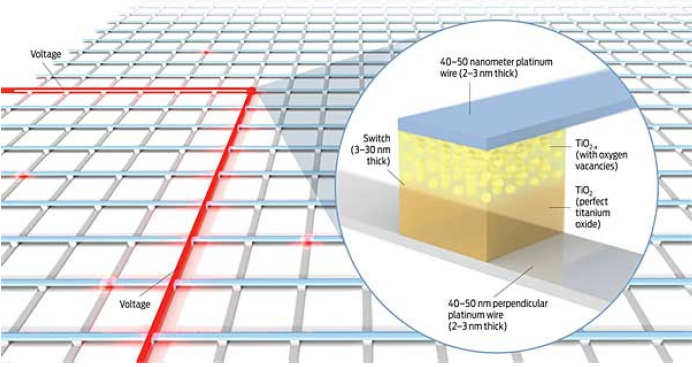 Voltage
40–50 nanometer platinum
wire (2–3 nm thick)
Switch
(3–30 nm
thick)
TiO2-x
(with oxygen
vacancies)
TiO2
(perfect
titanium
oxide)
Voltage
40–50 nm perpendicular
platinum wire
(2–3 nm thick)